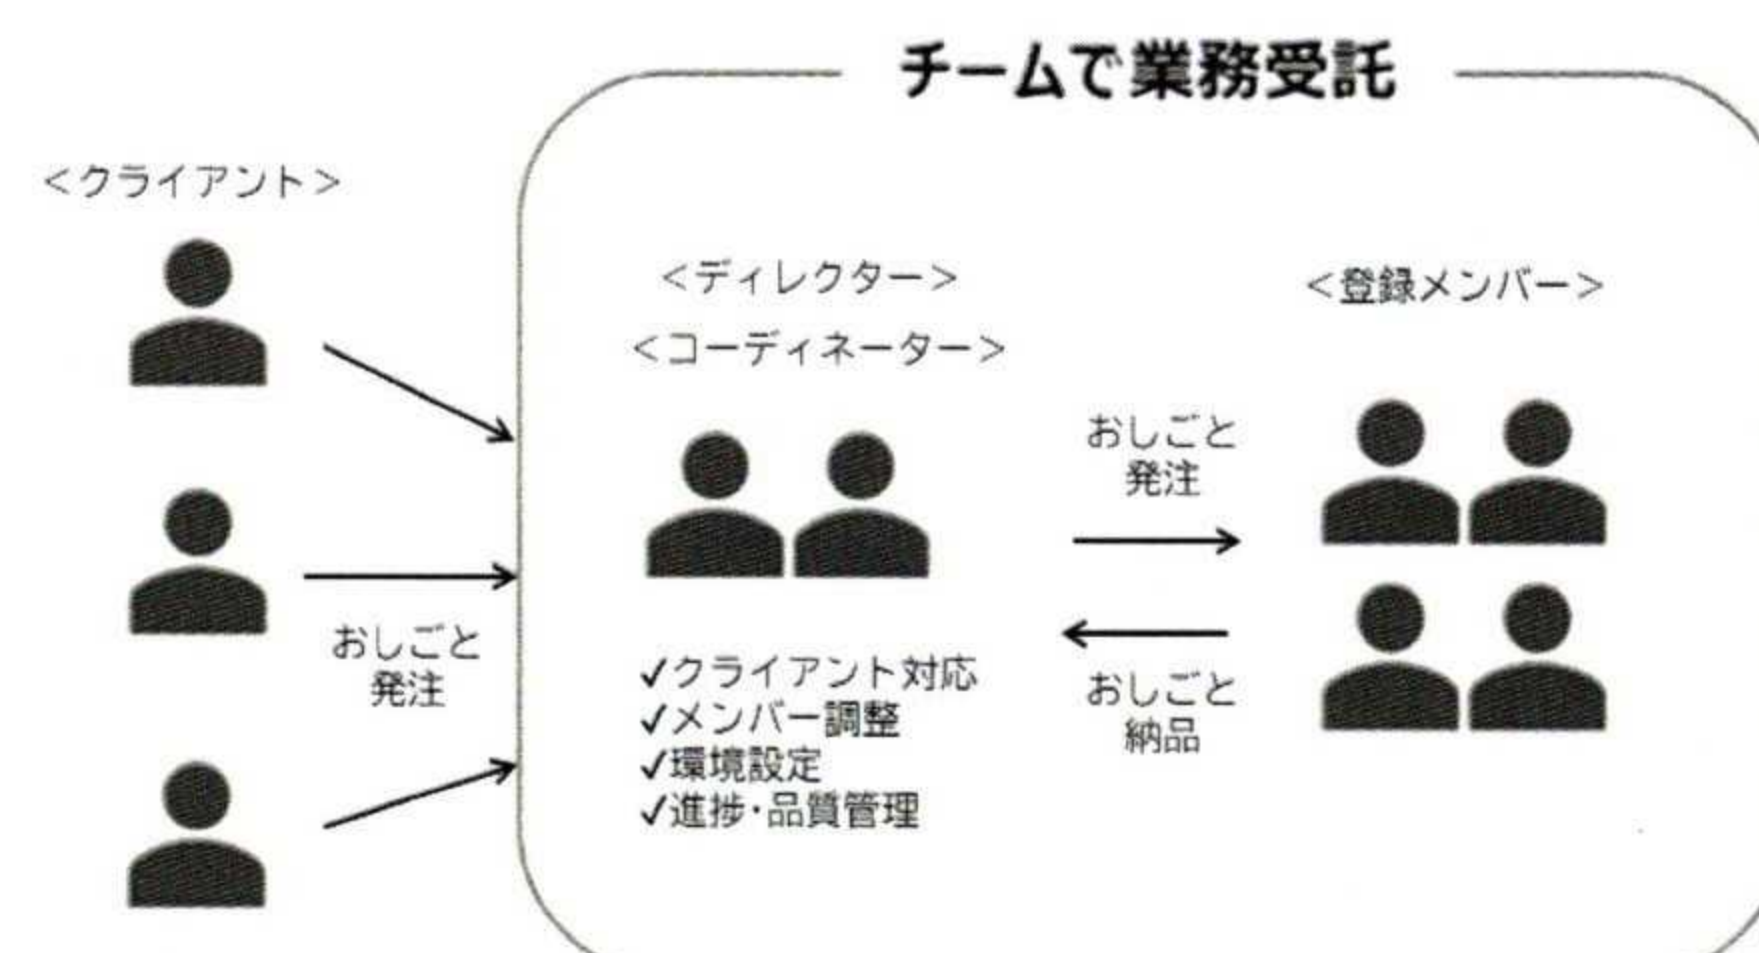 チームで業務受託
＜クライアント＞
おしごと
発注
＜ディレクター＞
＜コーディネーター＞
✓クライアント対応
✓メンバー調整
✓環境設定
✓進捗・品質管理
おしごと
発注
おしごと
納品
＜登録メンバー＞